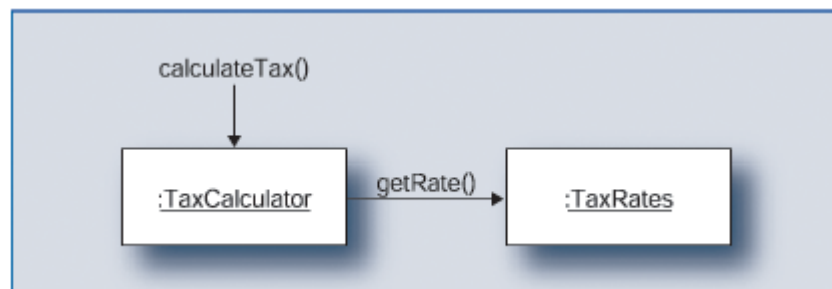 calculateTax()
:TaxCalculator
getRate()
:TaxRates